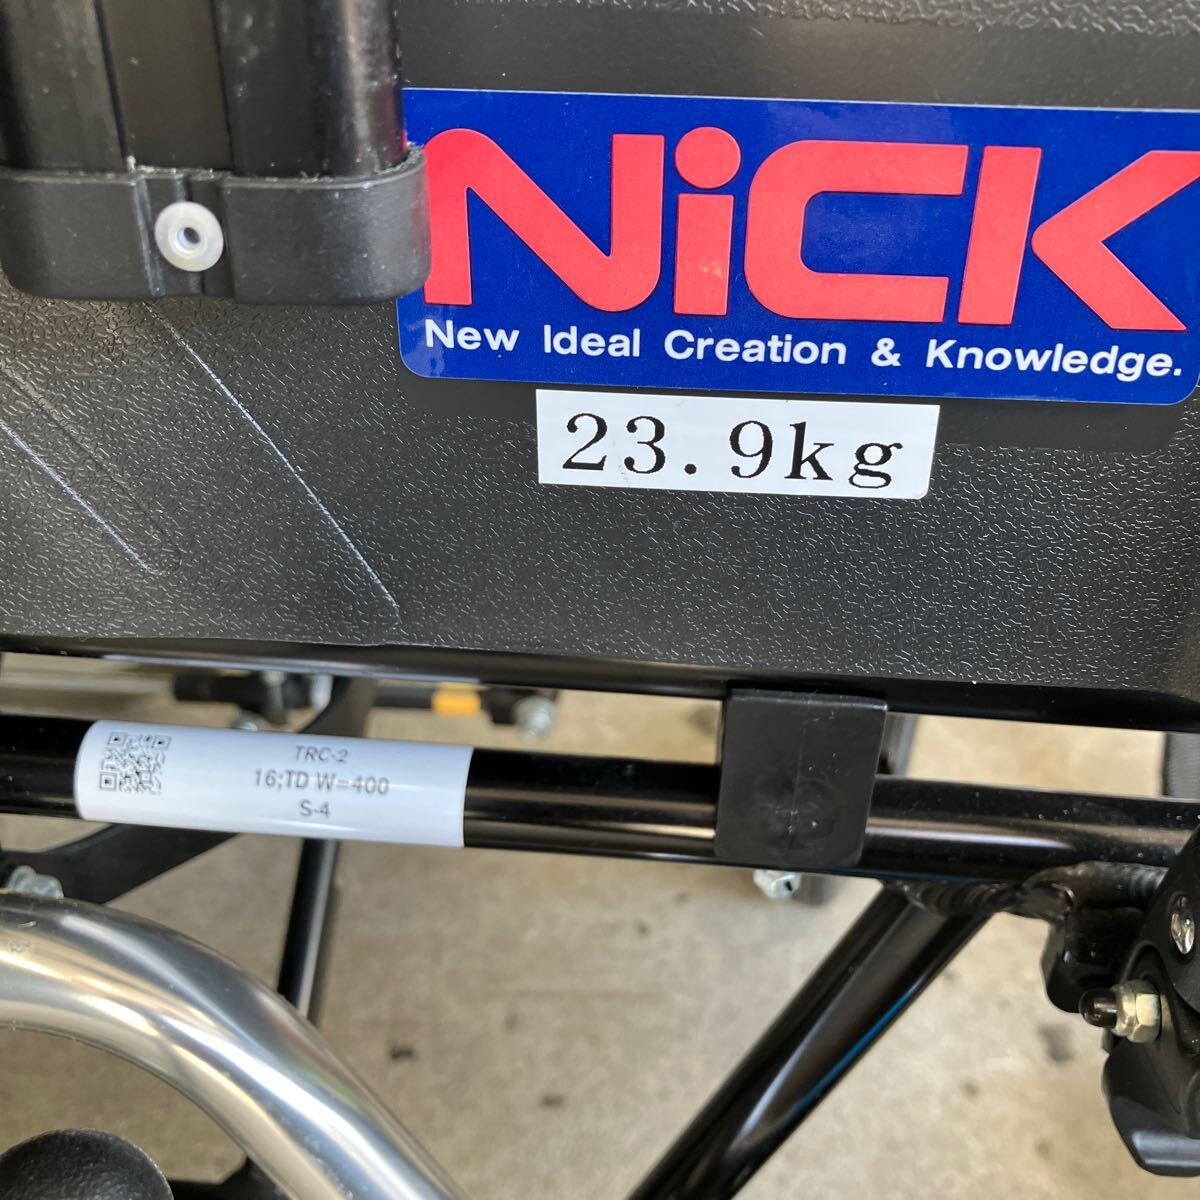 NiCK
New Ideal Creation & Knowledge.
23.9kg
TRC-2
16;TD W=400
S-4